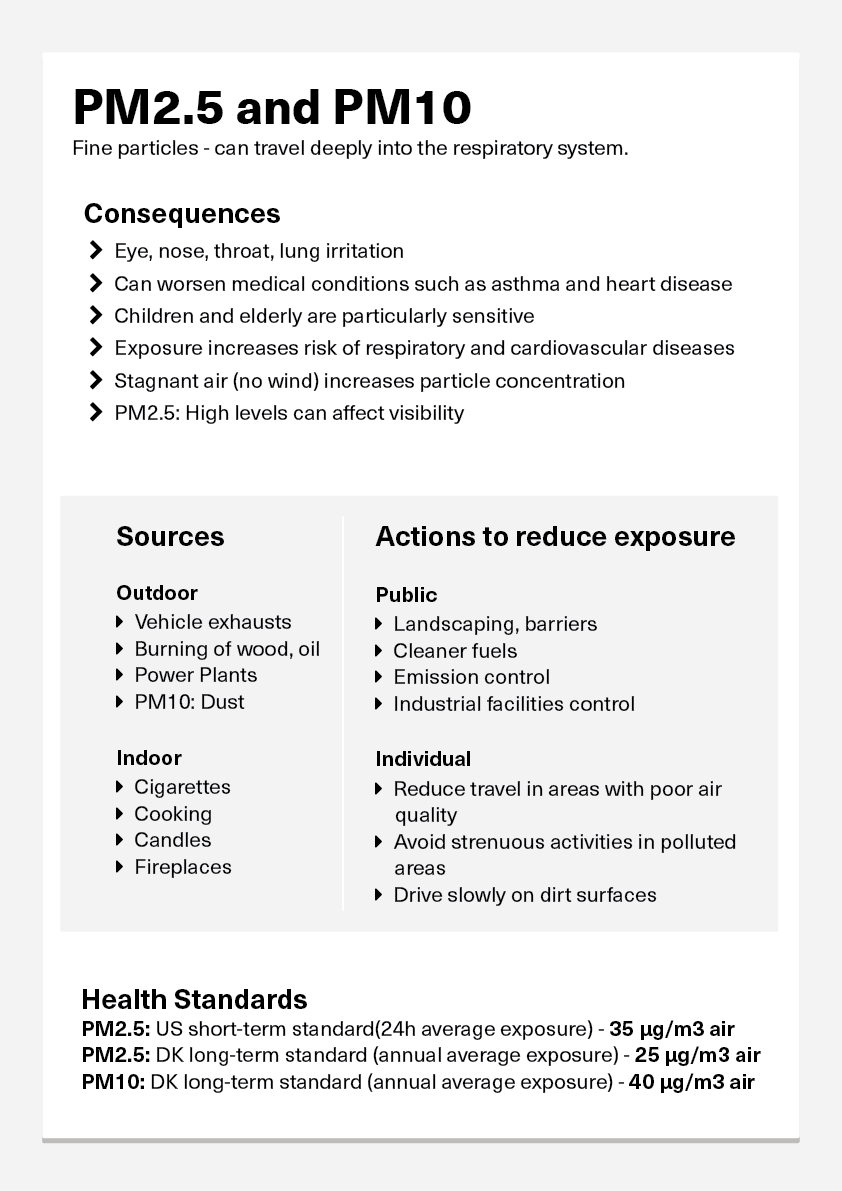 PM2.5 and PM10
Fine particles - can travel deeply into the respiratory system.
Consequences
Eye, nose, throat, lung irritation
Can worsen medical conditions such as asthma and heart disease
Children and elderly are particularly sensitive
Exposure increases risk of respiratory and cardiovascular diseases
Stagnant air (no wind) increases particle concentration
PM2.5: High levels can affect visibility
Sources
Outdoor
Vehicle exhausts
Burning of wood, oil
Power Plants
PM10: Dust
Indoor
Cigarettes
Cooking
Candles
Fireplaces
Actions to reduce exposure
Public
Landscaping, barriers
Cleaner fuels
Emission control
Industrial facilities control
Individual
Reduce travel in areas with poor air
quality
Avoid strenuous activities in polluted
areas
Drive slowly on dirt surfaces
Health Standards
PM2.5: US short-term standard(24h average exposure) - 35 µg/m3 air
PM2.5: DK long-term standard (annual average exposure) - 25 µg/m3 air
PM10: DK long-term standard (annual average exposure) - 40 µg/m3 air